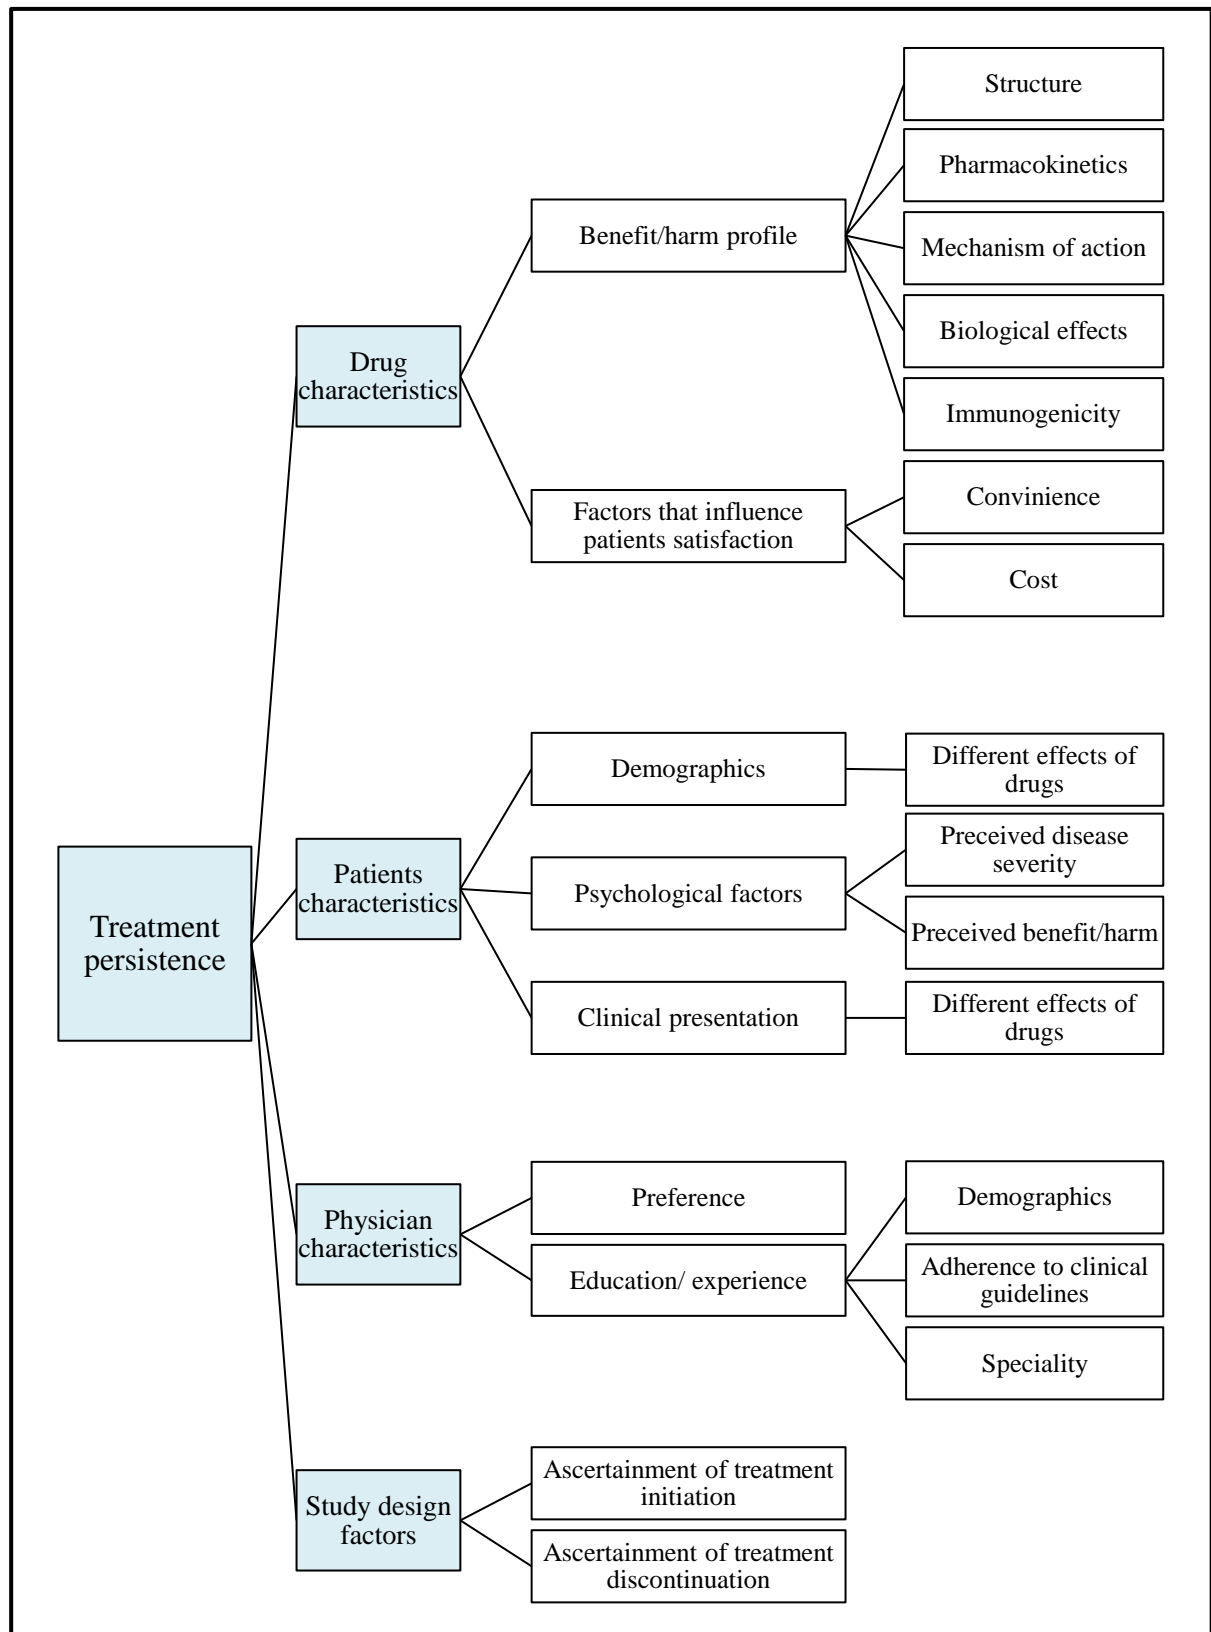 Structure
Pharmacokinetics
Benefit/harm profile
Mechanism of action
Biological effects
Drug
characteristics
Immunogenicity
Factors that influence
patients satisfaction
Convinience
Cost
Demographics
Different effects of
drugs
Preceived disease
severity
Patients
characteristics
Psychological factors
Treatment
persistence
Preceived benefit/harm
Clinical presentation
Different effects of
drugs
Preference
Demographics
Physician
characteristics
Education/ experience
Adherence to clinical
guidelines
Speciality
Ascertainment of treatment
initiation
Study design
factors
Ascertainment of treatment
discontinuation